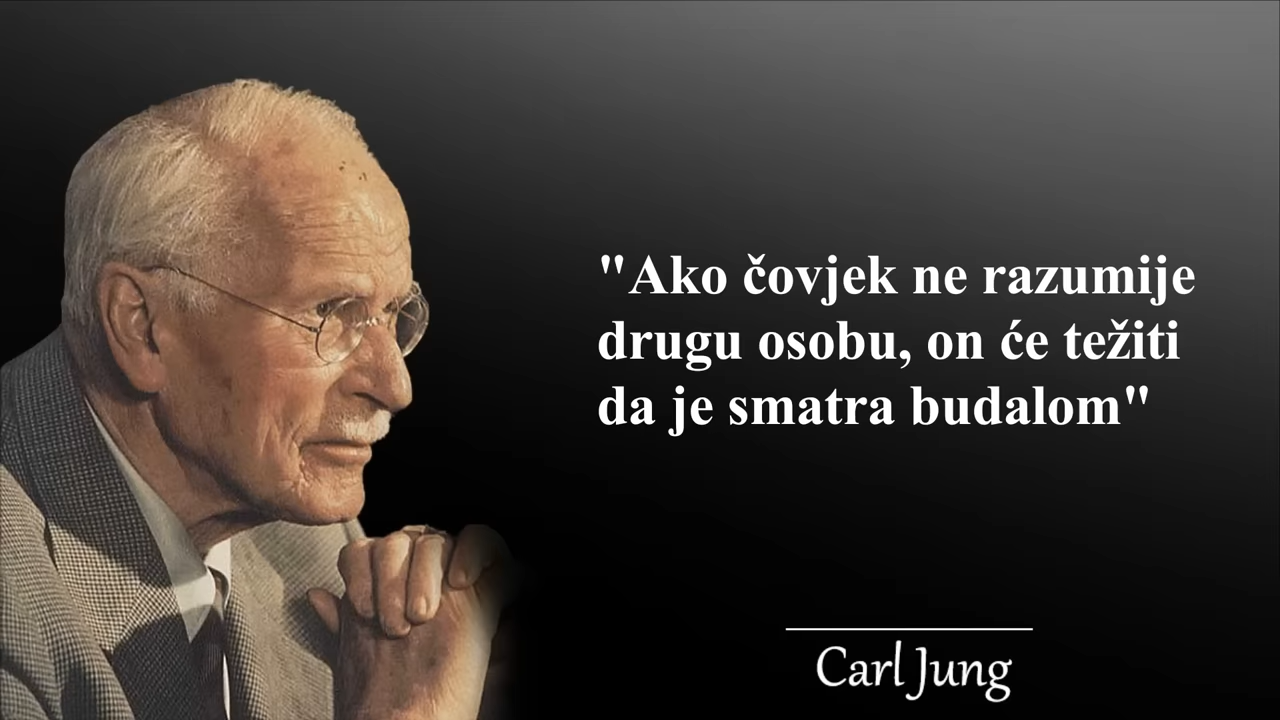 "Ako čovjek ne razumije
drugu osobu, on će težiti
da je smatra budalom"
Carl Jung